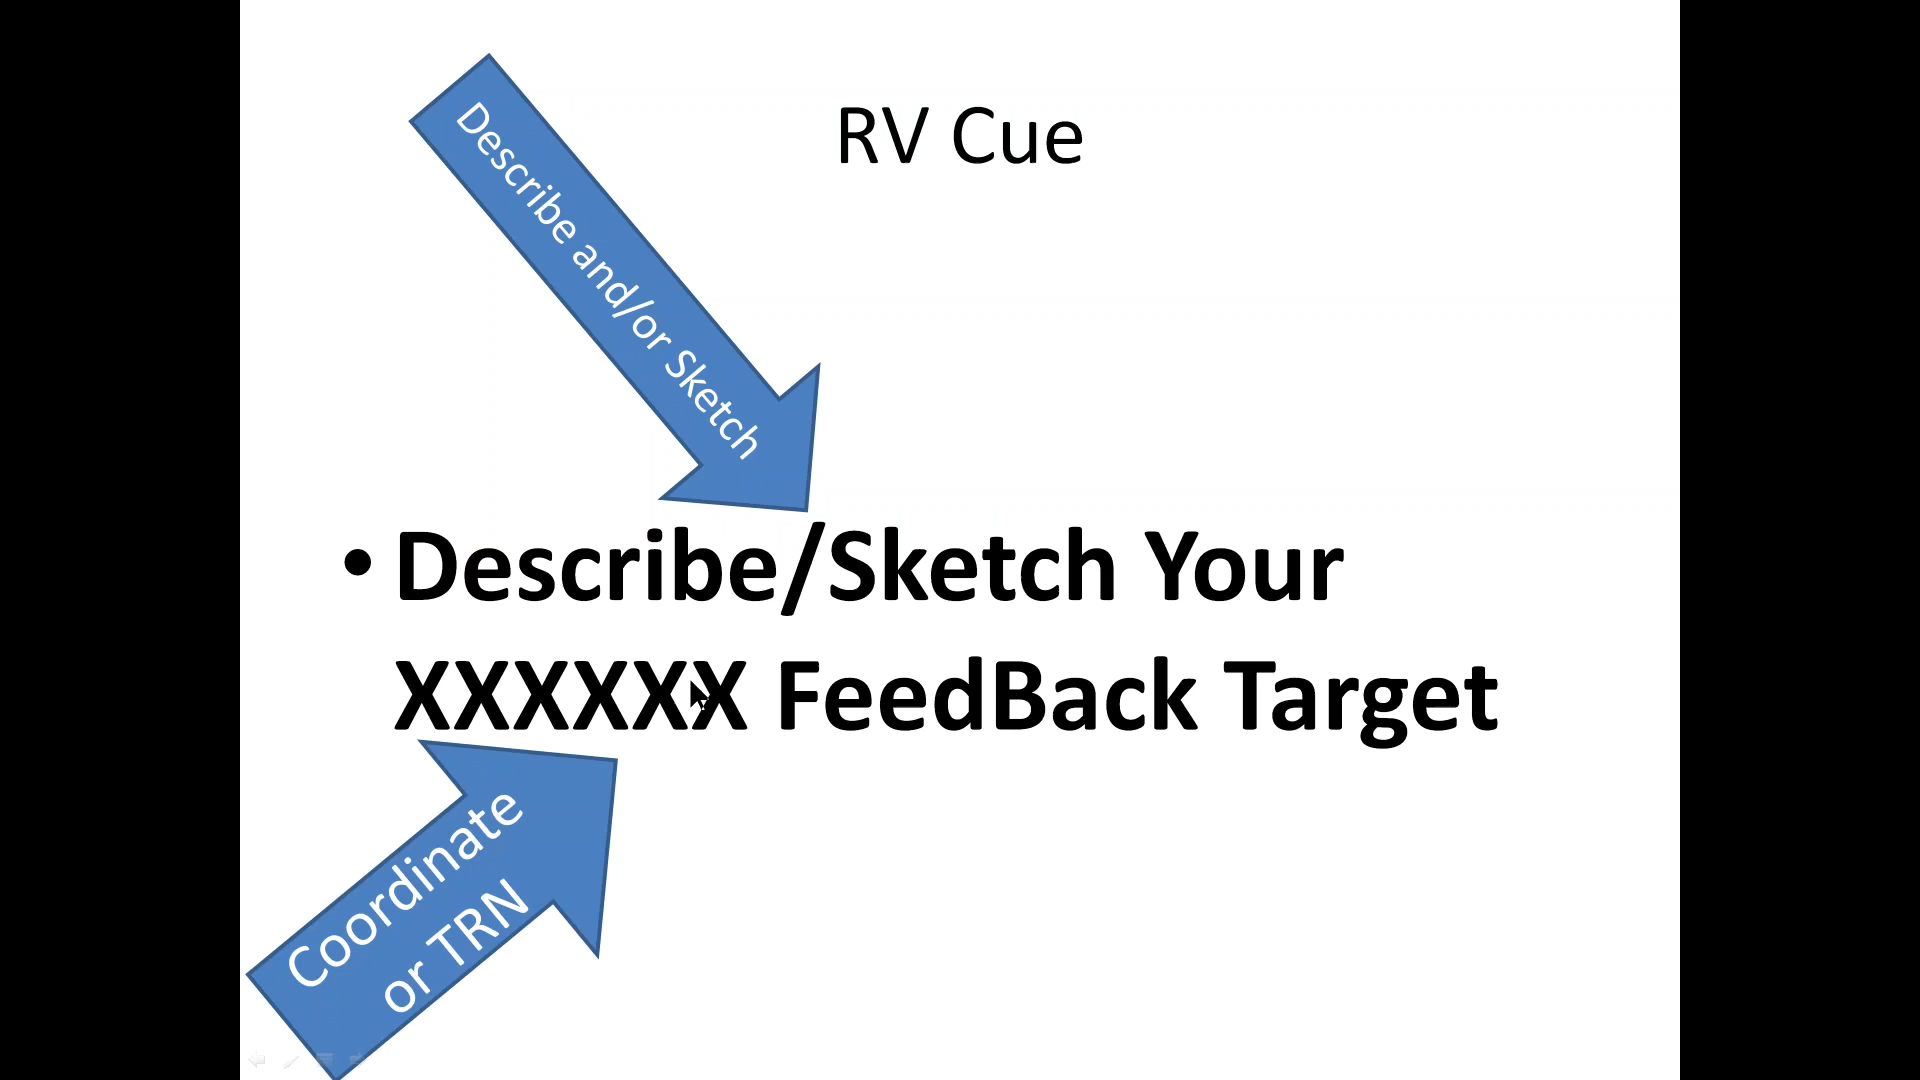 RV Cue
Describe and/or Sketch
• Describe/Sketch Your
XXXXXX FeedBack Target
Coordinate
or TRN